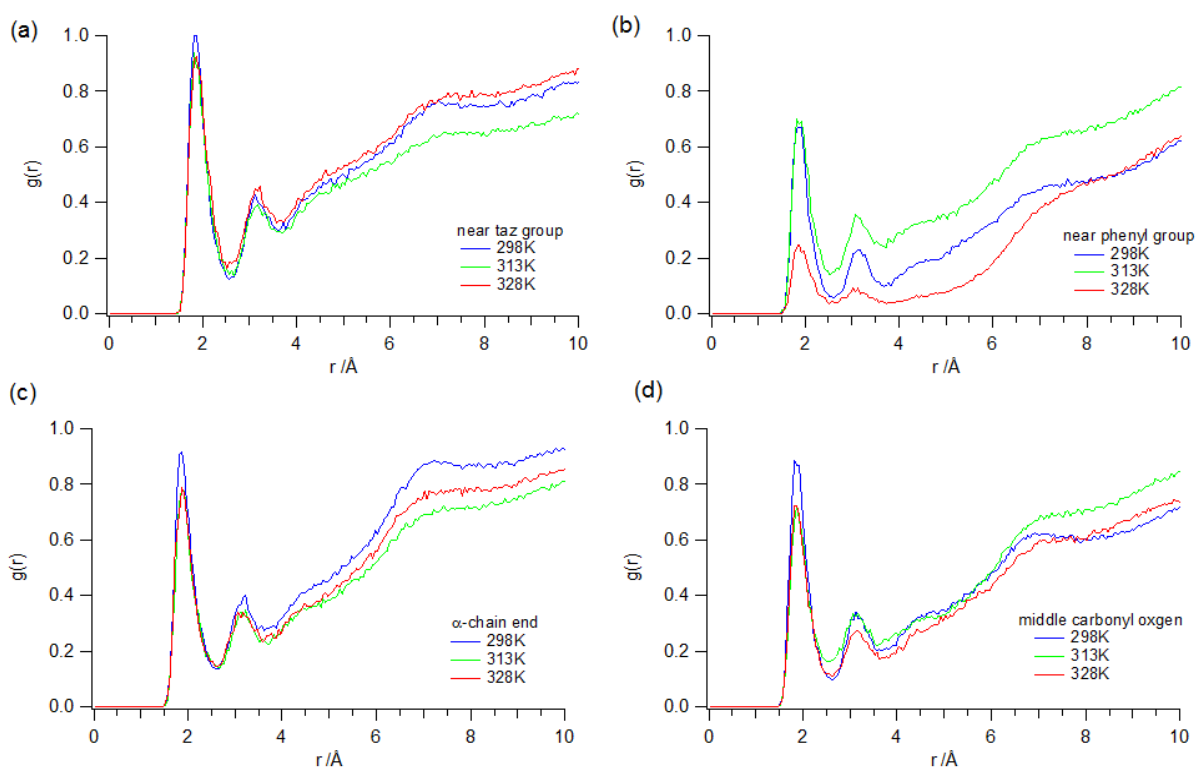 (a)
1.0
0.8
0.6
0.4
0.2
0.0
g(r)
near taz group
298K
313K
328K
0 2 4 6 8 10
r /Å
(b)
1.0
0.8
0.6
0.4
0.2
0.0
g(r)
near phenyl group
298K
313K
328K
0 2 4 6 8 10
r /Å
(c)
1.0
0.8
0.6
0.4
0.2
0.0
g(r)
α-chain end
298K
313K
328K
0 2 4 6 8 10
r /Å
(d)
1.0
0.8
0.6
0.4
0.2
0.0
g(r)
middle carbonyl oxgen
298K
313K
328K
0 2 4 6 8 10
r /Å